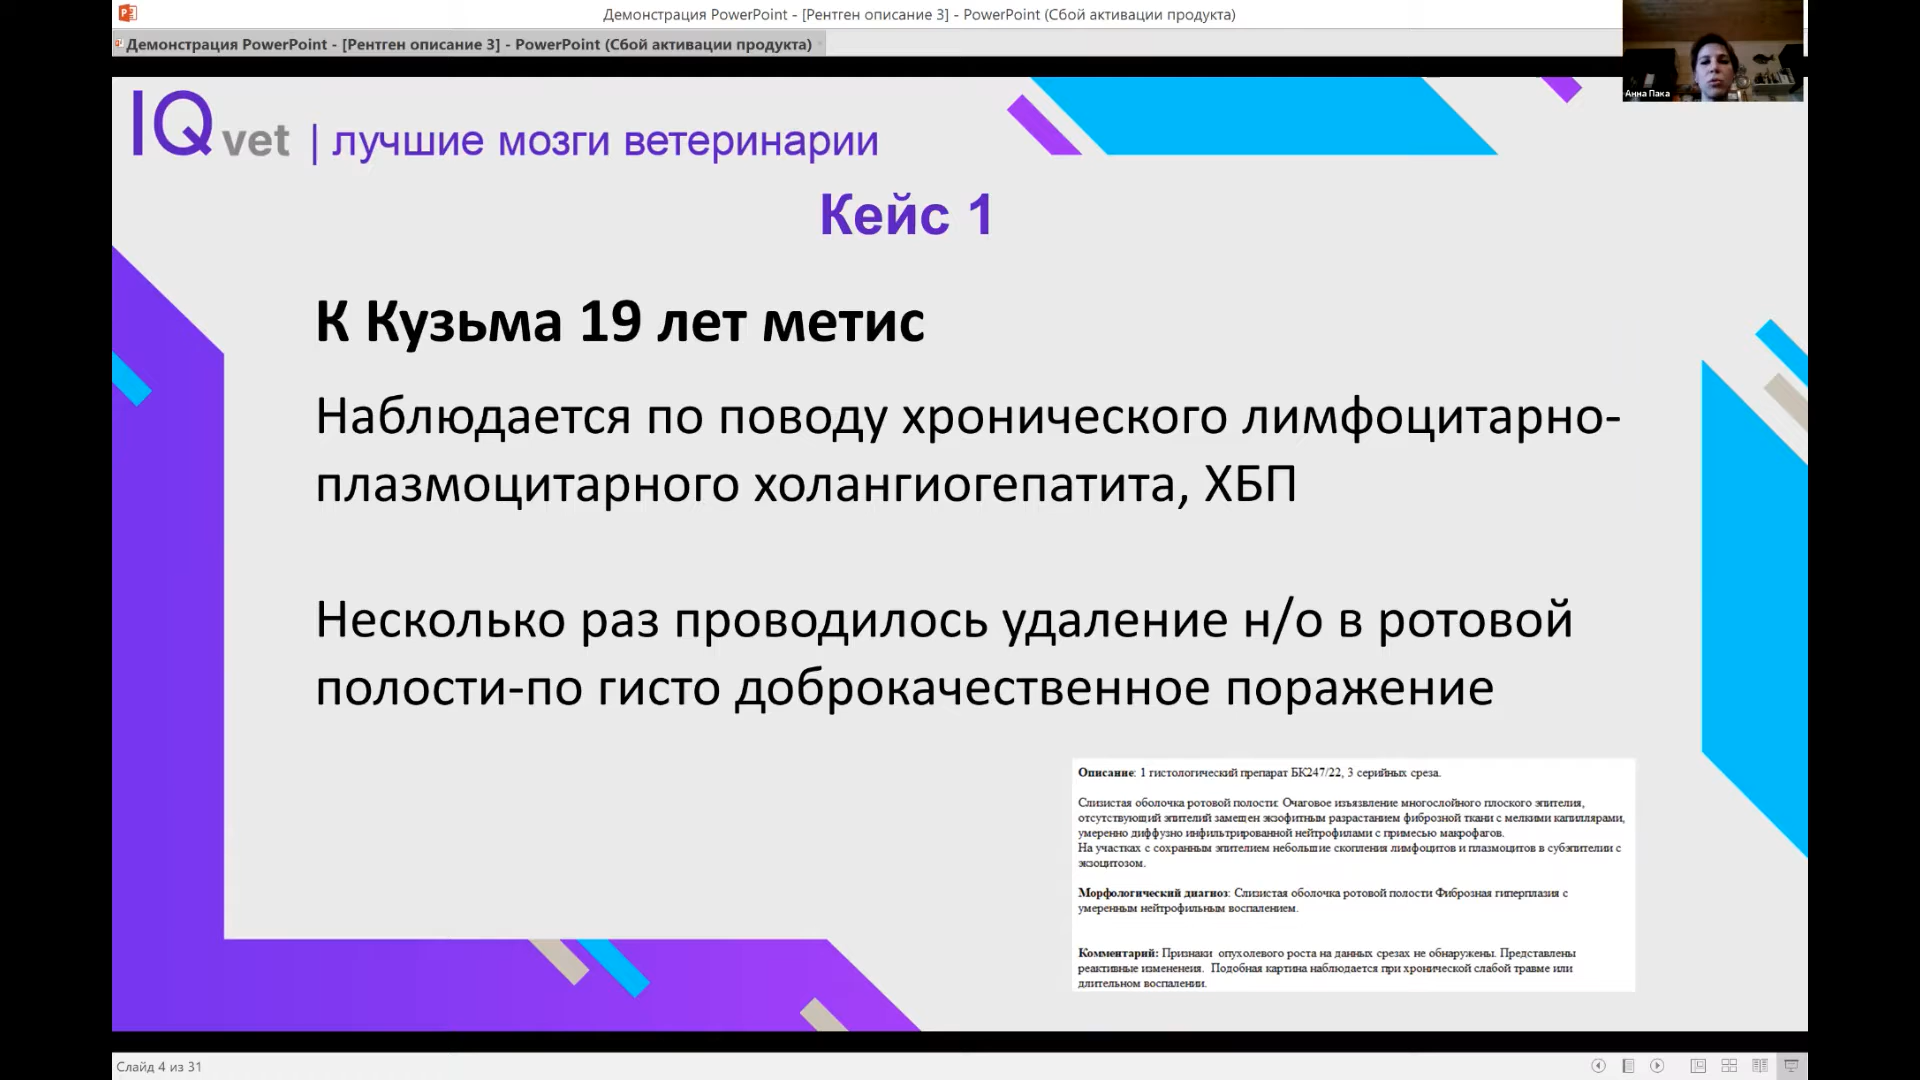 Демонстрация PowerPoint - [Рентген описание 3] - PowerPoint (Сбой активации продукта)
Демонстрация PowerPoint - [Рентген описание 3] - PowerPoint (Сбой активации продукта)
Анна Пака
IQ vet | лучшие мозги ветеринарии
Кейс 1
К Кузьма 19 лет метис
Наблюдается по поводу хронического лимфоцитарно-
плазмоцитарного холангиогепатита, ХБП
Несколько раз проводилось удаление н/о в ротовой
полости-по гисто доброкачественное поражение
Описание: 1 гистологический препарат БК247/22, 3 серийных среза.
Слизистая оболочка ротовой полости: Очаговое изъязвление многослойного плоского эпителия,
отсутствующий эпителий замещен экзофитным разрастанием фиброзной ткани с мелкими капиллярами,
умеренно диффузно инфильтрированной нейтрофилами с примесью макрофагов.
На участках с сохранным эпителием небольшие скопления лимфоцитов и плазмоцитов в субэпителии с
экзоцитозом.
Морфологический диагноз: Слизистая оболочка ротовой полости Фиброзная гиперплазия с
умеренным нейтрофильным воспалением.
Комментарий: Признаки опухолевого роста на данных срезах не обнаружены. Представлены
реактивные измененеия. Подобная картина наблюдается при хронической слабой травме или
длительном воспалении.
Слайд 4 из 31